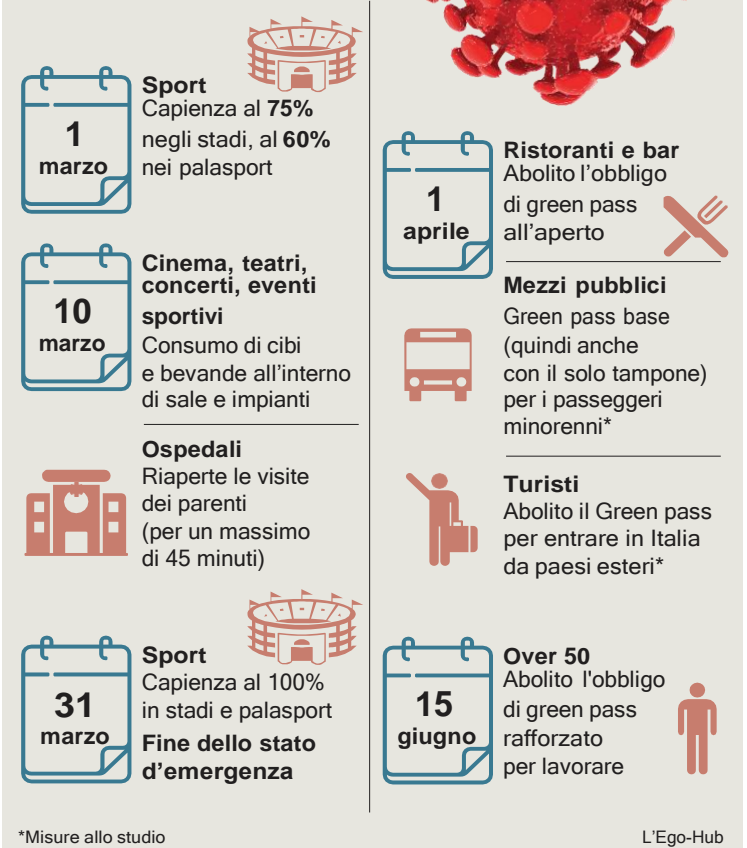 1
marzo
Sport
Capienza al 75%
negli stadi, al 60%
nei palasport
10
marzo
Cinema, teatri,
concerti, eventi
sportivi
Consumo di cibi
e bevande all'interno
di sale e impianti
Ospedali
Riaperte le visite
dei parenti
(per un massimo
di 45 minuti)
31
marzo
Sport
Capienza al 100%
in stadi e palasport
Fine dello stato
d'emergenza
1
aprile
Ristoranti e bar
Abolito l'obbligo
di green pass
all'aperto
Mezzi pubblici
Green pass base
(quindi anche
con il solo tampone)
per i passeggeri
minorenni*
Turisti
Abolito il Green pass
per entrare in Italia
da paesi esteri*
15
giugno
Over 50
Abolito l'obbligo
di green pass
rafforzato
per lavorare
*Misure allo studio
L'Ego-Hub